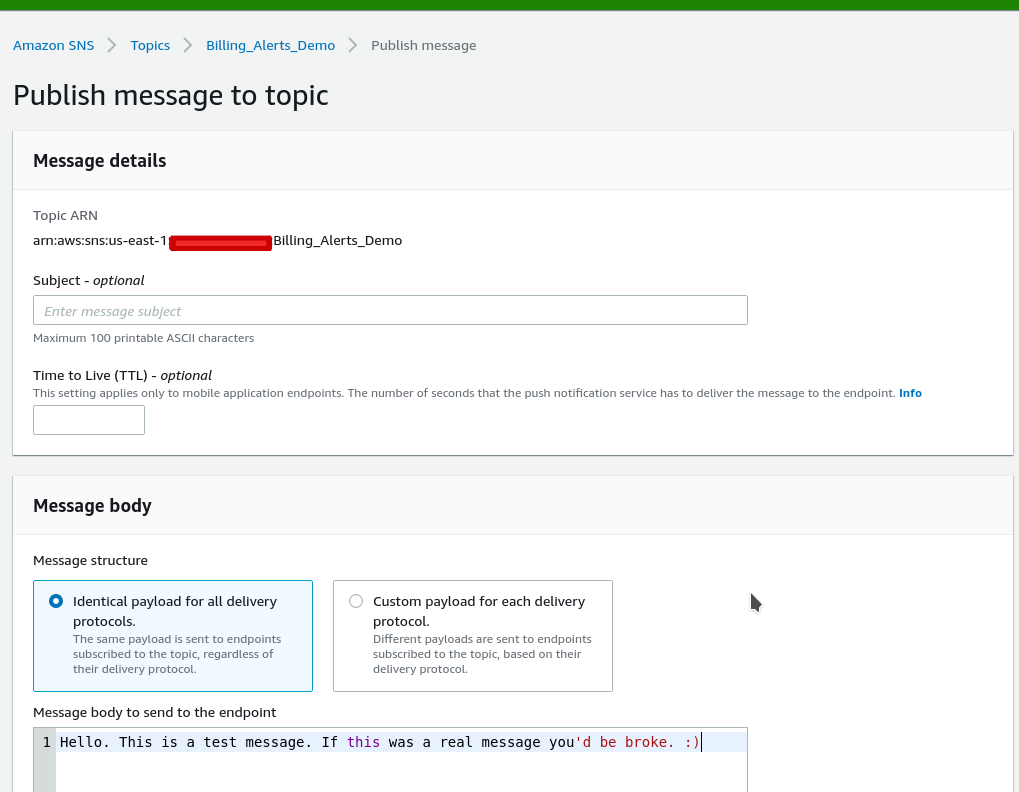 Amazon SNS > Topics > Billing_Alerts_Demo > Publish message
Publish message to topic
Message details
Topic ARN
arn:aws:sns:us-east-1: Billing_Alerts_Demo
Subject - optional
Enter message subject
Maximum 100 printable ASCII characters
Time to Live (TTL) - optional
This setting applies only to mobile application endpoints. The number of seconds that the push notification service has to deliver the message to the endpoint. Info
Message body
Message structure
Identical payload for all delivery
protocols.
The same payload is sent to endpoints
subscribed to the topic, regardless of
their delivery protocol.
Custom payload for each delivery
protocol.
Different payloads are sent to endpoints
subscribed to the topic, based on their
delivery protocol.
Message body to send to the endpoint
1 Hello. This is a test message. If this was a real message you'd be broke. :)